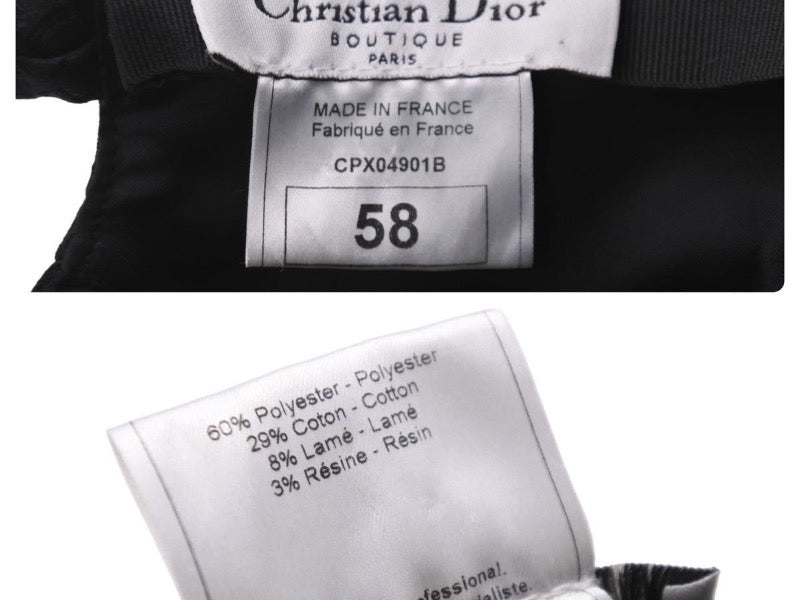 Christian Dior
BOUTIQUE
PARIS
MADE IN FRANCE
Fabriqué en France
CPX04901B
58
60% Polyester - Polyester
29% Coton - Cotton
8% Lamé - Lamé
3% Résine - Résin